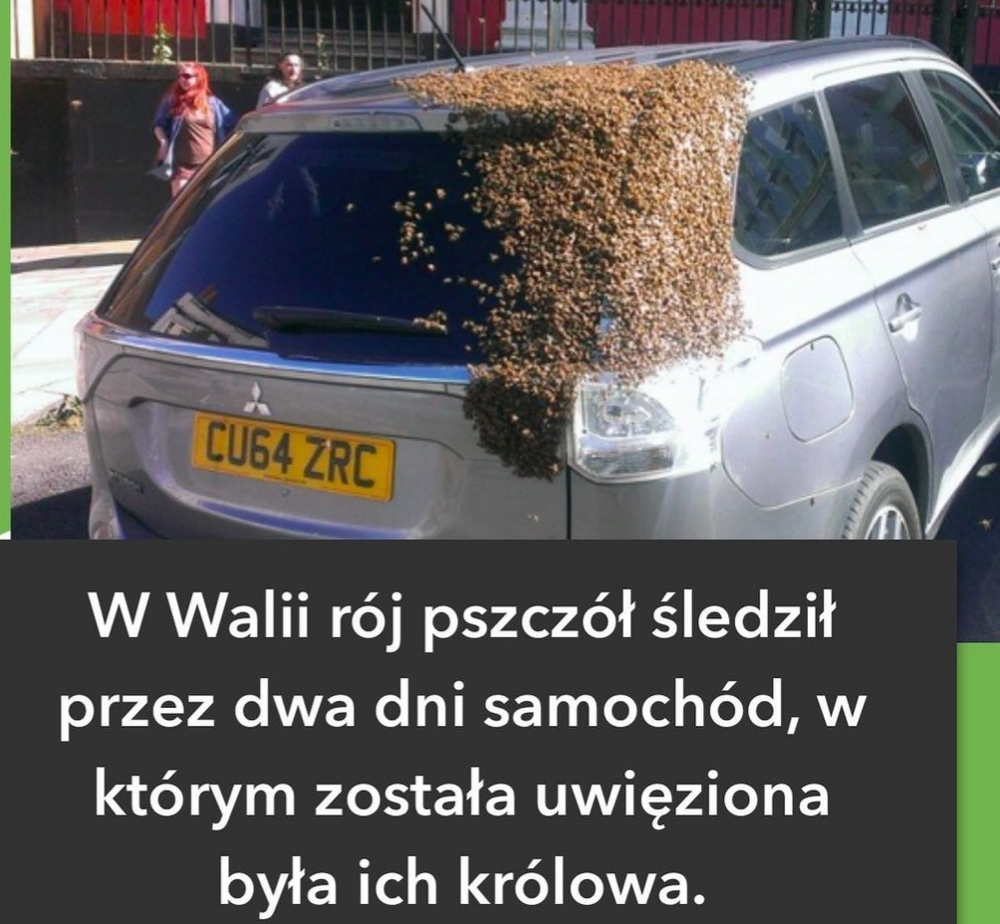 CU64 ZRC
W Walii rój pszczół śledził
przez dwa dni samochód, w
którym została uwięziona
była ich królowa.